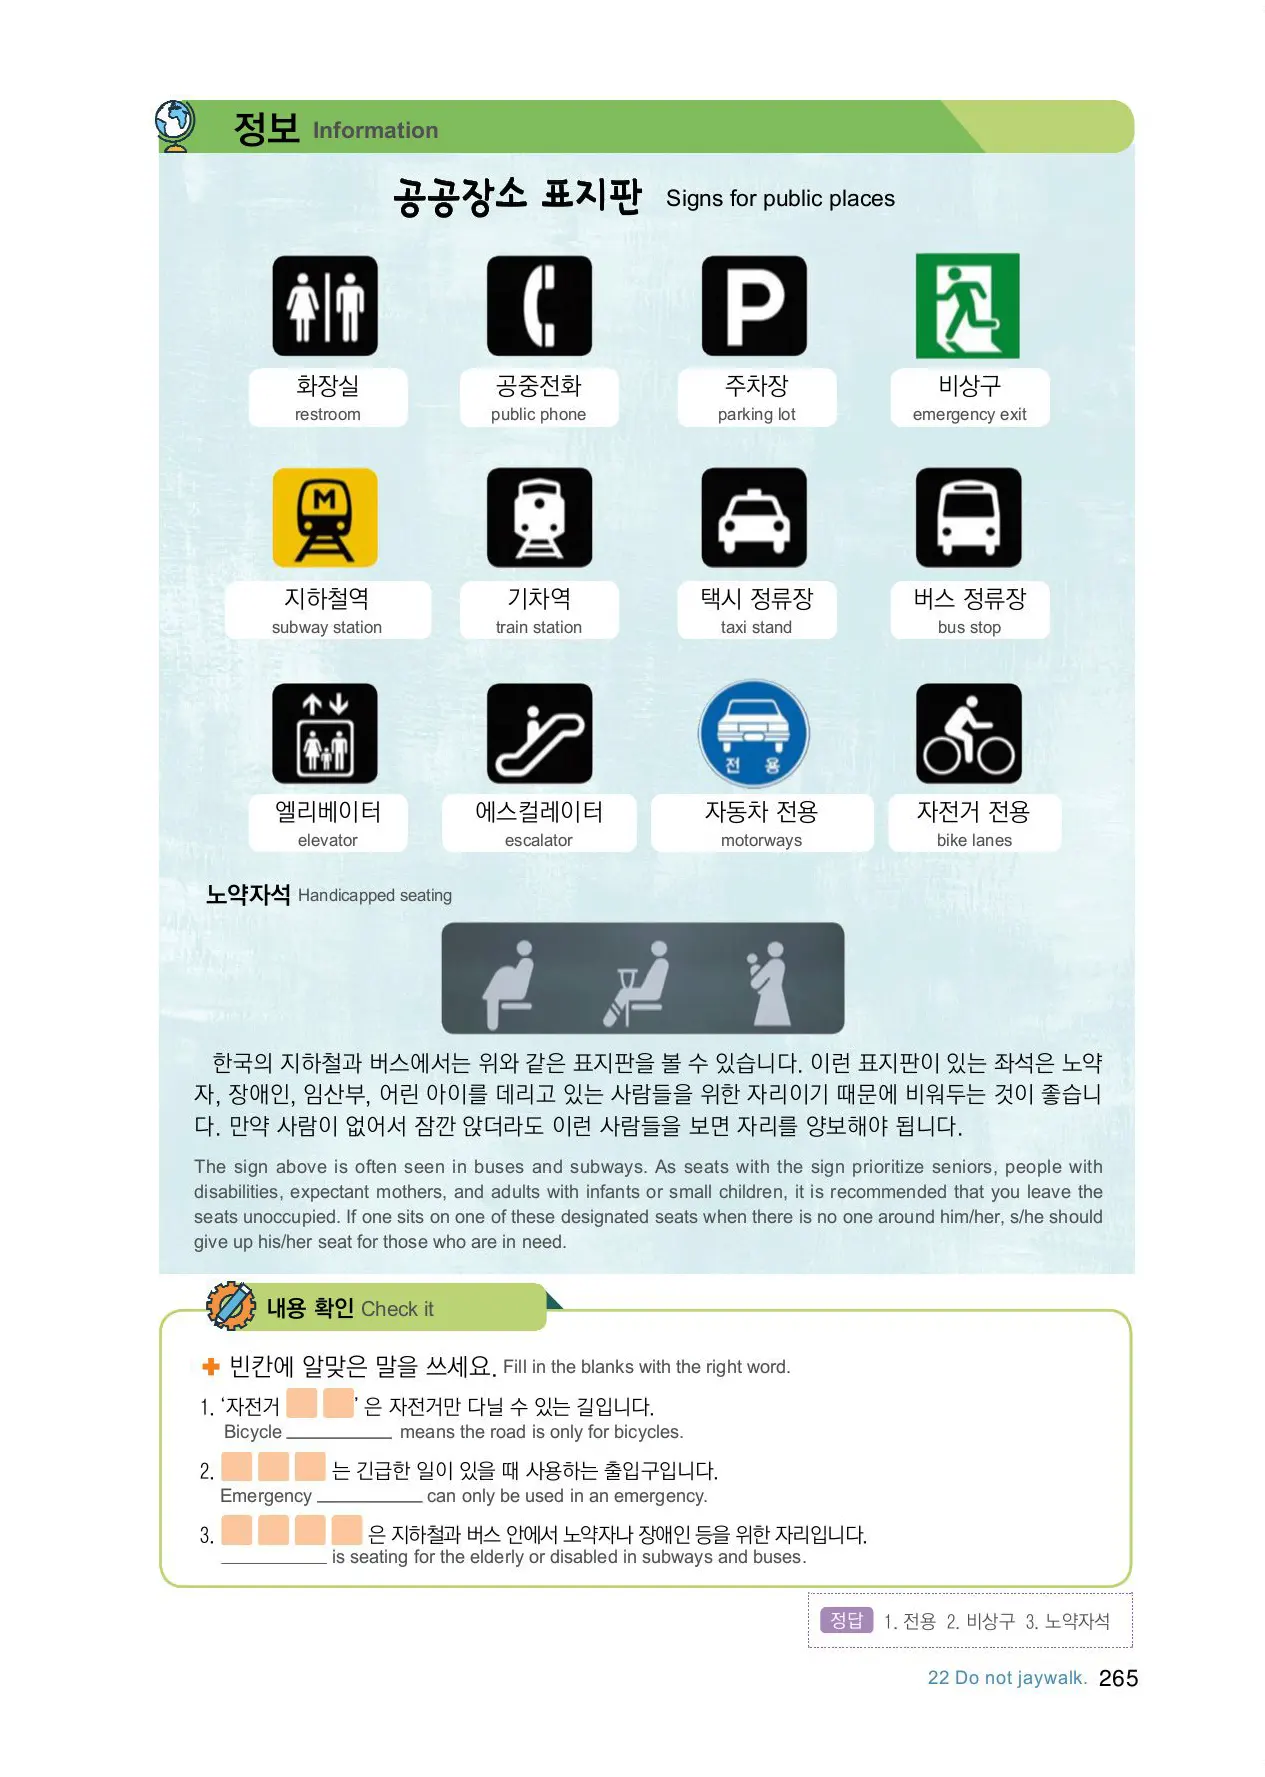 정보 Information
공공장소 표지판 Signs for public places
P
화장실 공중전화 주차장 비상구
restroom public phone parking lot emergency exit
M
지하철역 기차역 택시 정류장 버스 정류장
subway station train station taxi stand bus stop
전 용
엘리베이터 에스컬레이터 자동차 전용 자전거 전용
elevator escalator motorways bike lanes
노약자석 Handicapped seating
한국의 지하철과 버스에서는 위와 같은 표지판을 볼 수 있습니다. 이런 표지판이 있는 좌석은 노약
자, 장애인, 임산부, 어린 아이를 데리고 있는 사람들을 위한 자리이기 때문에 비워두는 것이 좋습니
다. 만약 사람이 없어서 잠깐 앉더라도 이런 사람들을 보면 자리를 양보해야 됩니다.
The sign above is often seen in buses and subways. As seats with the sign prioritize seniors, people with
disabilities, expectant mothers, and adults with infants or small children, it is recommended that you leave the
seats unoccupied. If one sits on one of these designated seats when there is no one around him/her, s/he should
give up his/her seat for those who are in need.
내용 확인 Check it
빈칸에 알맞은 말을 쓰세요. Fill in the blanks with the right word.
1. ‘자전거 ’ 은 자전거만 다닐 수 있는 길입니다.
Bicycle ___________ means the road is only for bicycles.
2. 는 긴급한 일이 있을 때 사용하는 출입구입니다.
Emergency ___________ can only be used in an emergency.
3. 은 지하철과 버스 안에서 노약자나 장애인 등을 위한 자리입니다.
___________ is seating for the elderly or disabled in subways and buses.
정답 1. 전용 2. 비상구 3. 노약자석
22 Do not jaywalk. 265